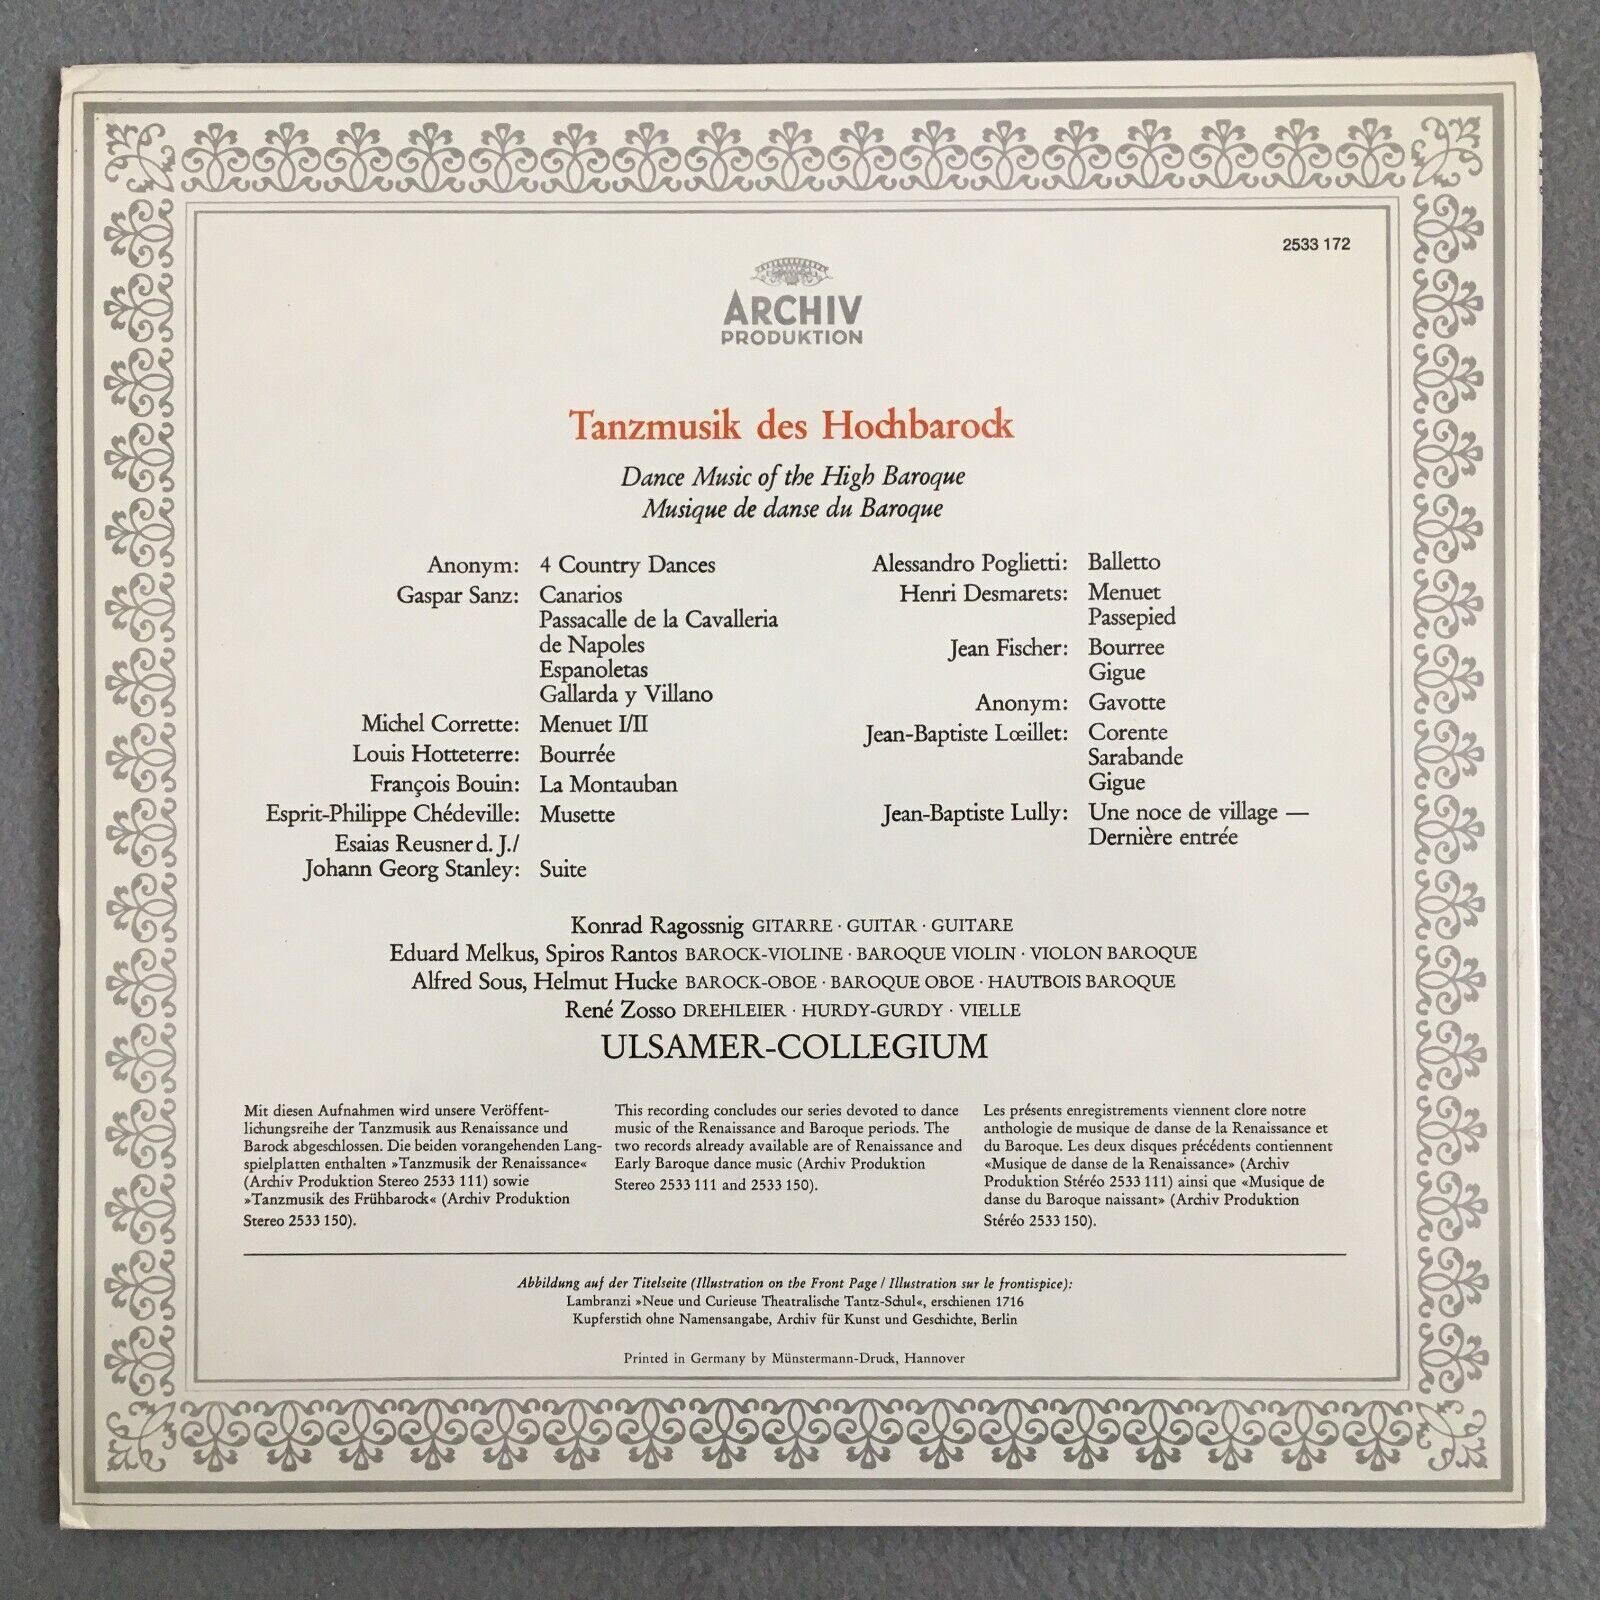 2533 172
ARCHIV
PRODUKTION
Tanzmusik des Hochbarock
Dance Music of the High Baroque
Musique de danse du Baroque
Anonym: 4 Country Dances
Gaspar Sanz: Canarios
Passacalle de la Cavalleria
de Napoles
Espanoletas
Gallarda y Villano
Michel Corrette: Menuet I/II
Louis Hotteterre: Bourrée
François Bouin: La Montauban
Esprit-Philippe Chédeville: Musette
Esaias Reusner d. J./
Johann Georg Stanley: Suite
Alessandro Poglietti: Balletto
Henri Desmarets: Menuet
Passepied
Jean Fischer: Bourree
Gigue
Anonym: Gavotte
Jean-Baptiste Lœillet: Corente
Sarabande
Gigue
Jean-Baptiste Lully: Une noce de village —
Dernière entrée
Konrad Ragossnig GITARRE · GUITAR · GUITARE
Eduard Melkus, Spiros Rantos BAROCK-VIOLINE · BAROQUE VIOLIN · VIOLON BAROQUE
Alfred Sous, Helmut Hucke BAROCK-OBOE · BAROQUE OBOE · HAUTBOIS BAROQUE
René Zosso DREHLEIER · HURDY-GURDY · VIELLE
ULSAMER-COLLEGIUM
Mit diesen Aufnahmen wird unsere Veröffent-
lichungsreihe der Tanzmusik aus Renaissance und
Barock abgeschlossen. Die beiden vorangehenden Lang-
spielplatten enthalten »Tanzmusik der Renaissance«
(Archiv Produktion Stereo 2533 111) sowie
»Tanzmusik des Frühbarock« (Archiv Produktion
Stereo 2533 150).
This recording concludes our series devoted to dance
music of the Renaissance and Baroque periods. The
two records already available are of Renaissance and
Early Baroque dance music (Archiv Produktion
Stereo 2533 111 and 2533 150).
Les présents enregistrements viennent clore notre
anthologie de musique de danse de la Renaissance et
du Baroque. Les deux disques précédents contiennent
«Musique de danse de la Renaissance» (Archiv
Produktion Stéréo 2533 111) ainsi que «Musique de
danse du Baroque naissant» (Archiv Produktion
Stéréo 2533 150).
Abbildung auf der Titelseite (Illustration on the Front Page / Illustration sur le frontispice):
Lambranzi »Neue und Curieuse Theatralische Tantz-Schul«, erschienen 1716
Kupferstich ohne Namensangabe, Archiv für Kunst und Geschichte, Berlin
Printed in Germany by Münstermann-Druck, Hannover